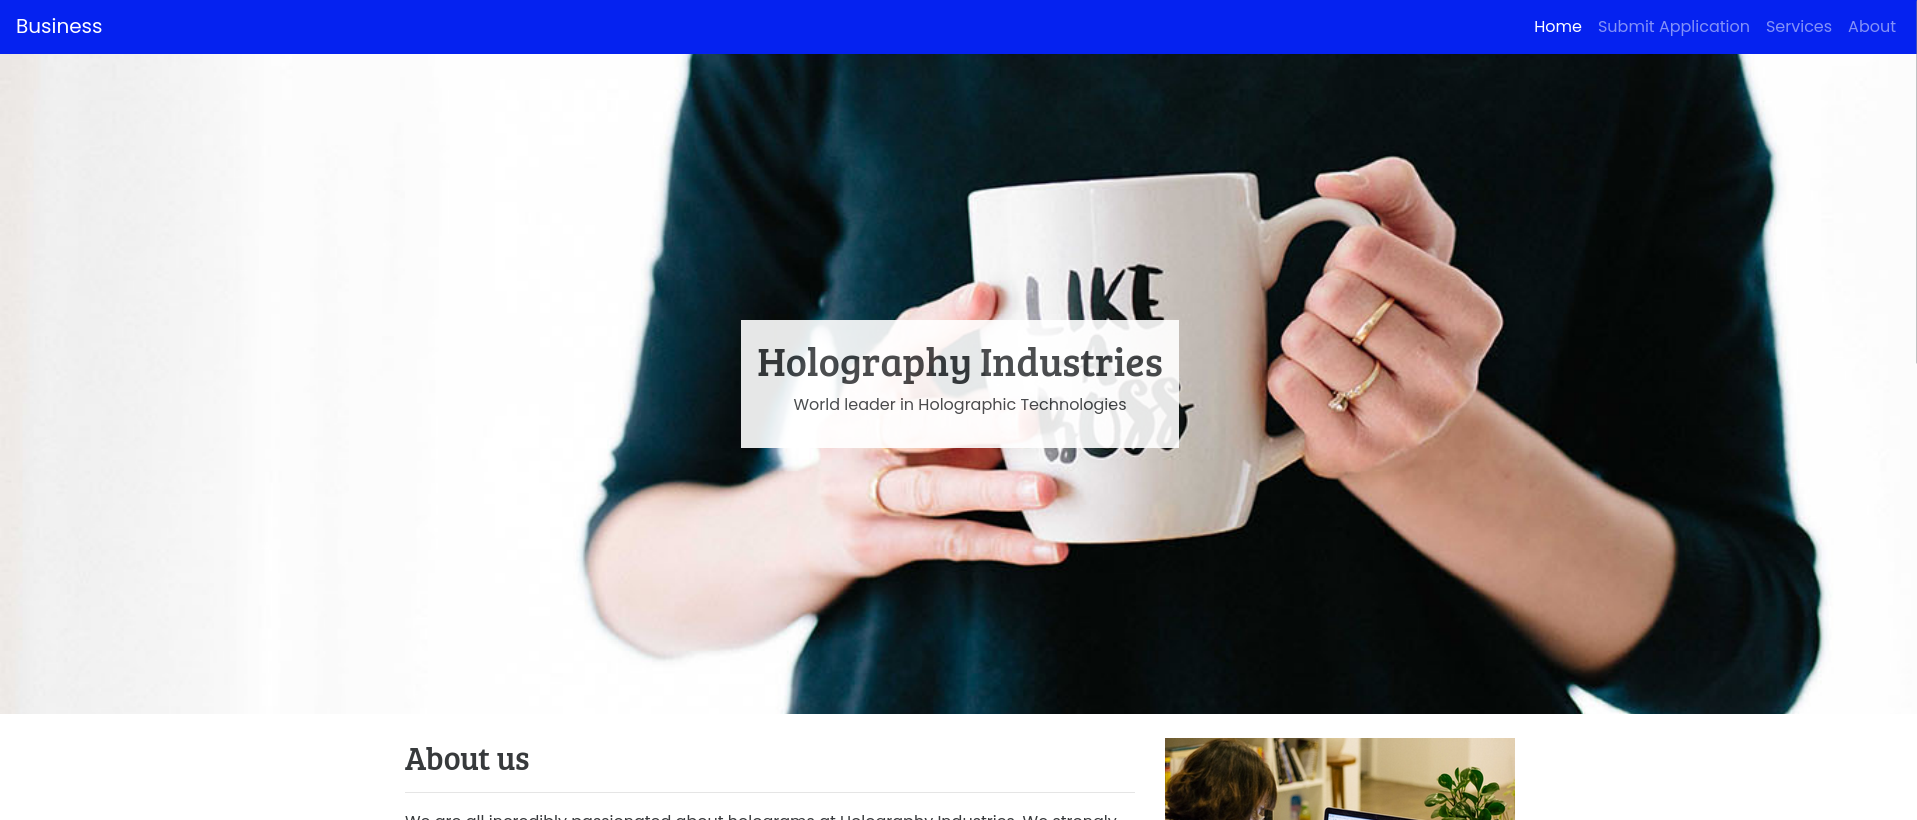 Business
Home Submit Application Services About
LIKE
A
BOSS
Holography Industries
World leader in Holographic Technologies
About us
We are all incredibly passionated about holograms at Holography Industries. We strongly